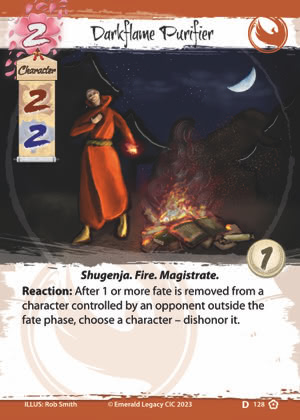 2
Darkflame Purifier
Character
2
2
1
Shugenja. Fire. Magistrate.
Reaction: After 1 or more fate is removed from a
character controlled by an opponent outside the
fate phase, choose a character – dishonor it.
ILLUS: Rob Smith
© Emerald Legacy CIC 2023
D 128